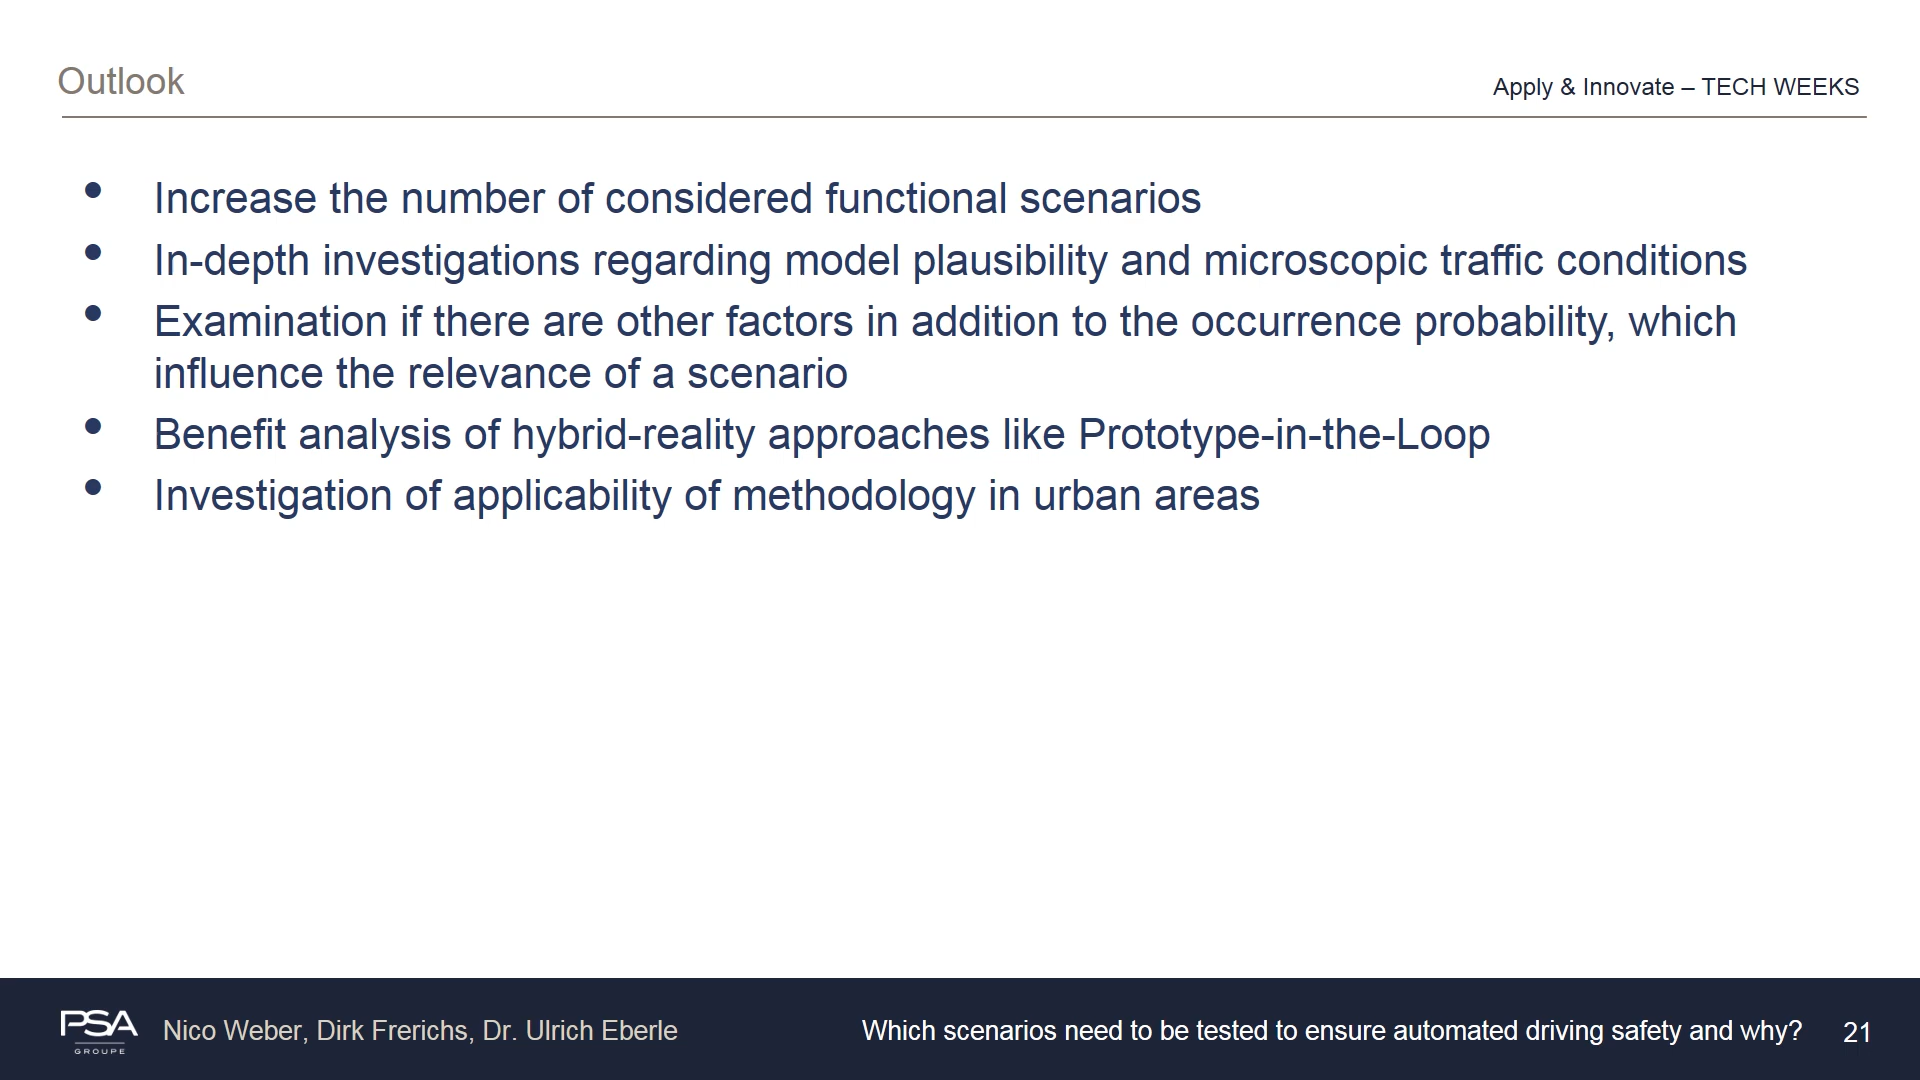 Outlook
Apply & Innovate – TECH WEEKS
• Increase the number of considered functional scenarios
• In-depth investigations regarding model plausibility and microscopic traffic conditions
• Examination if there are other factors in addition to the occurrence probability, which
influence the relevance of a scenario
• Benefit analysis of hybrid-reality approaches like Prototype-in-the-Loop
• Investigation of applicability of methodology in urban areas
PSA
GROUPE
Nico Weber, Dirk Frerichs, Dr. Ulrich Eberle
Which scenarios need to be tested to ensure automated driving safety and why?
21